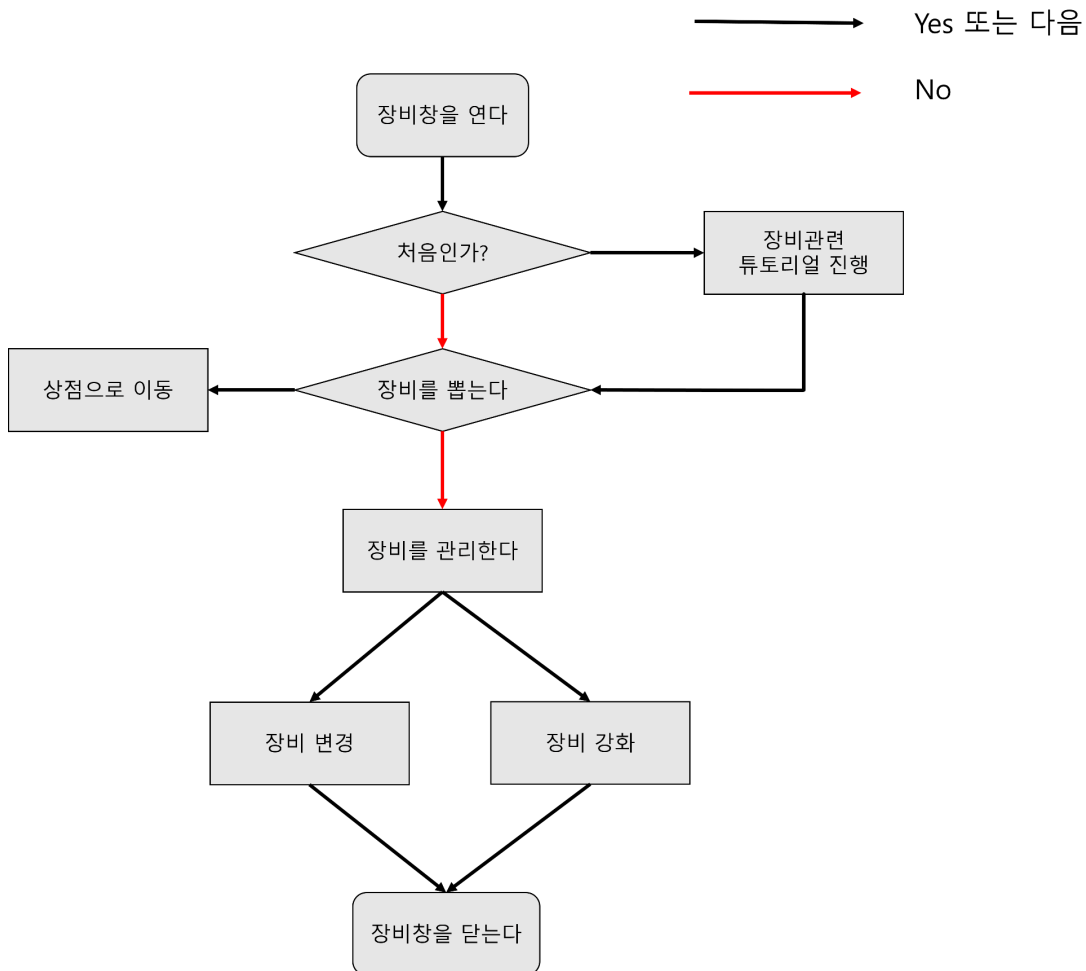 Yes 또는 다음
No
장비창을 연다
처음인가?
장비관련
튜토리얼 진행
상점으로 이동
장비를 뽑는다
장비를 관리한다
장비 변경
장비 강화
장비창을 닫는다